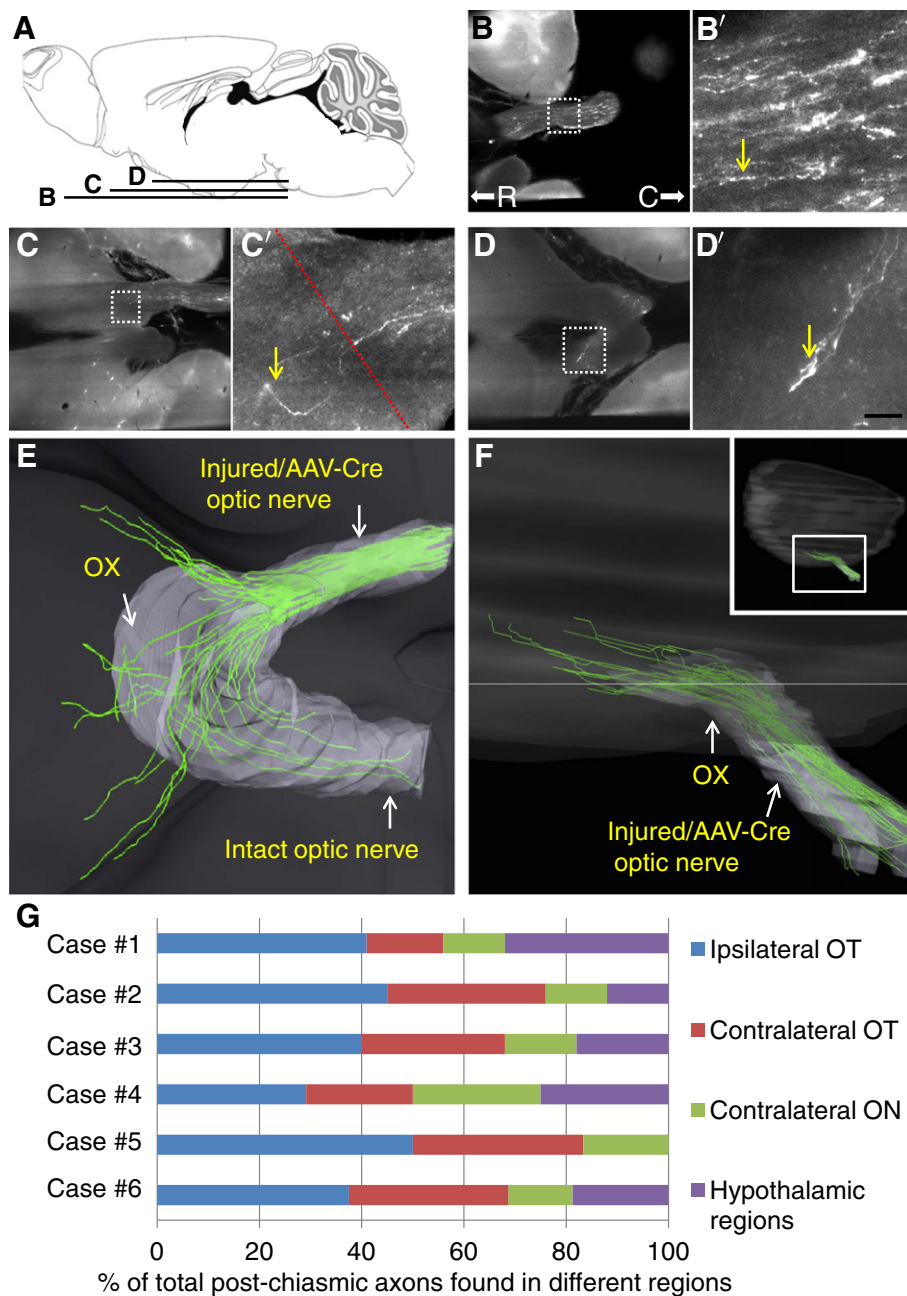 A
B
C
D
B
R
C
B′
C
C′
D
D′
E
Injured/AAV-Cre
optic nerve
OX
Intact optic nerve
F
OX
Injured/AAV-Cre
optic nerve
G
Case #1
Case #2
Case #3
Case #4
Case #5
Case #6
0 20 40 60 80 100
% of total post-chiasmic axons found in different regions
Ipsilateral OT
Contralateral OT
Contralateral ON
Hypothalamic
regions